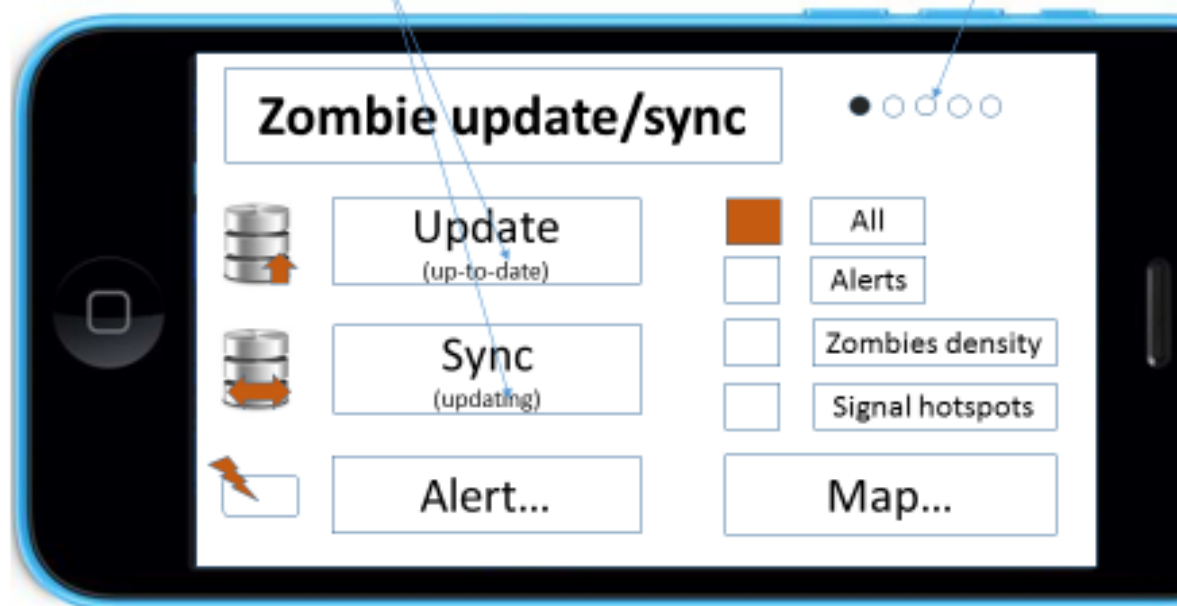 Zombie update/sync
Update
(up-to-date)
Sync
(updating)
Alert...
All
Alerts
Zombies density
Signal hotspots
Map...